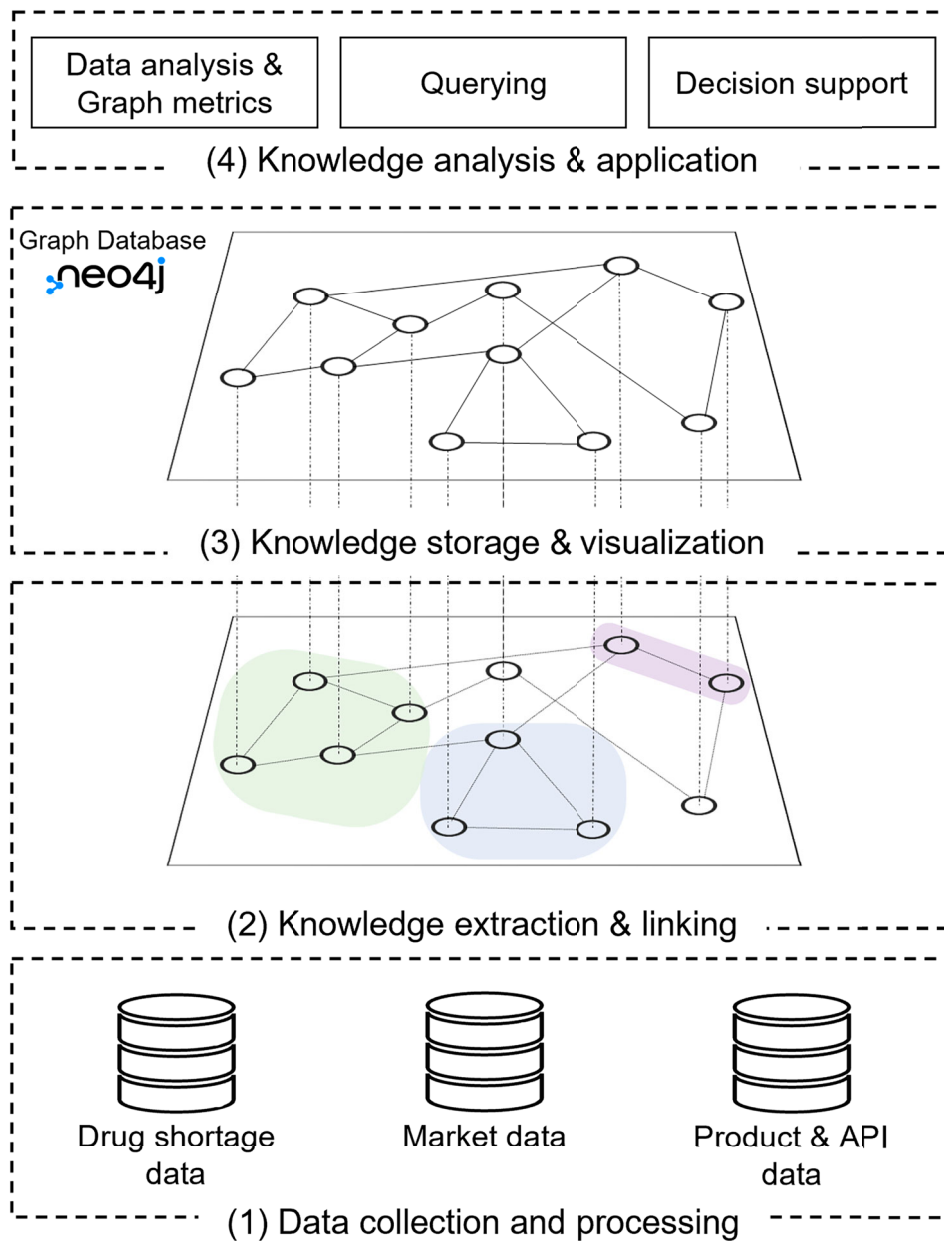 Data analysis &
Graph metrics
Querying
Decision support
(4) Knowledge analysis & application
Graph Database
neo4j
(3) Knowledge storage & visualization
(2) Knowledge extraction & linking
Drug shortage
data
Market data
Product & API
data
(1) Data collection and processing